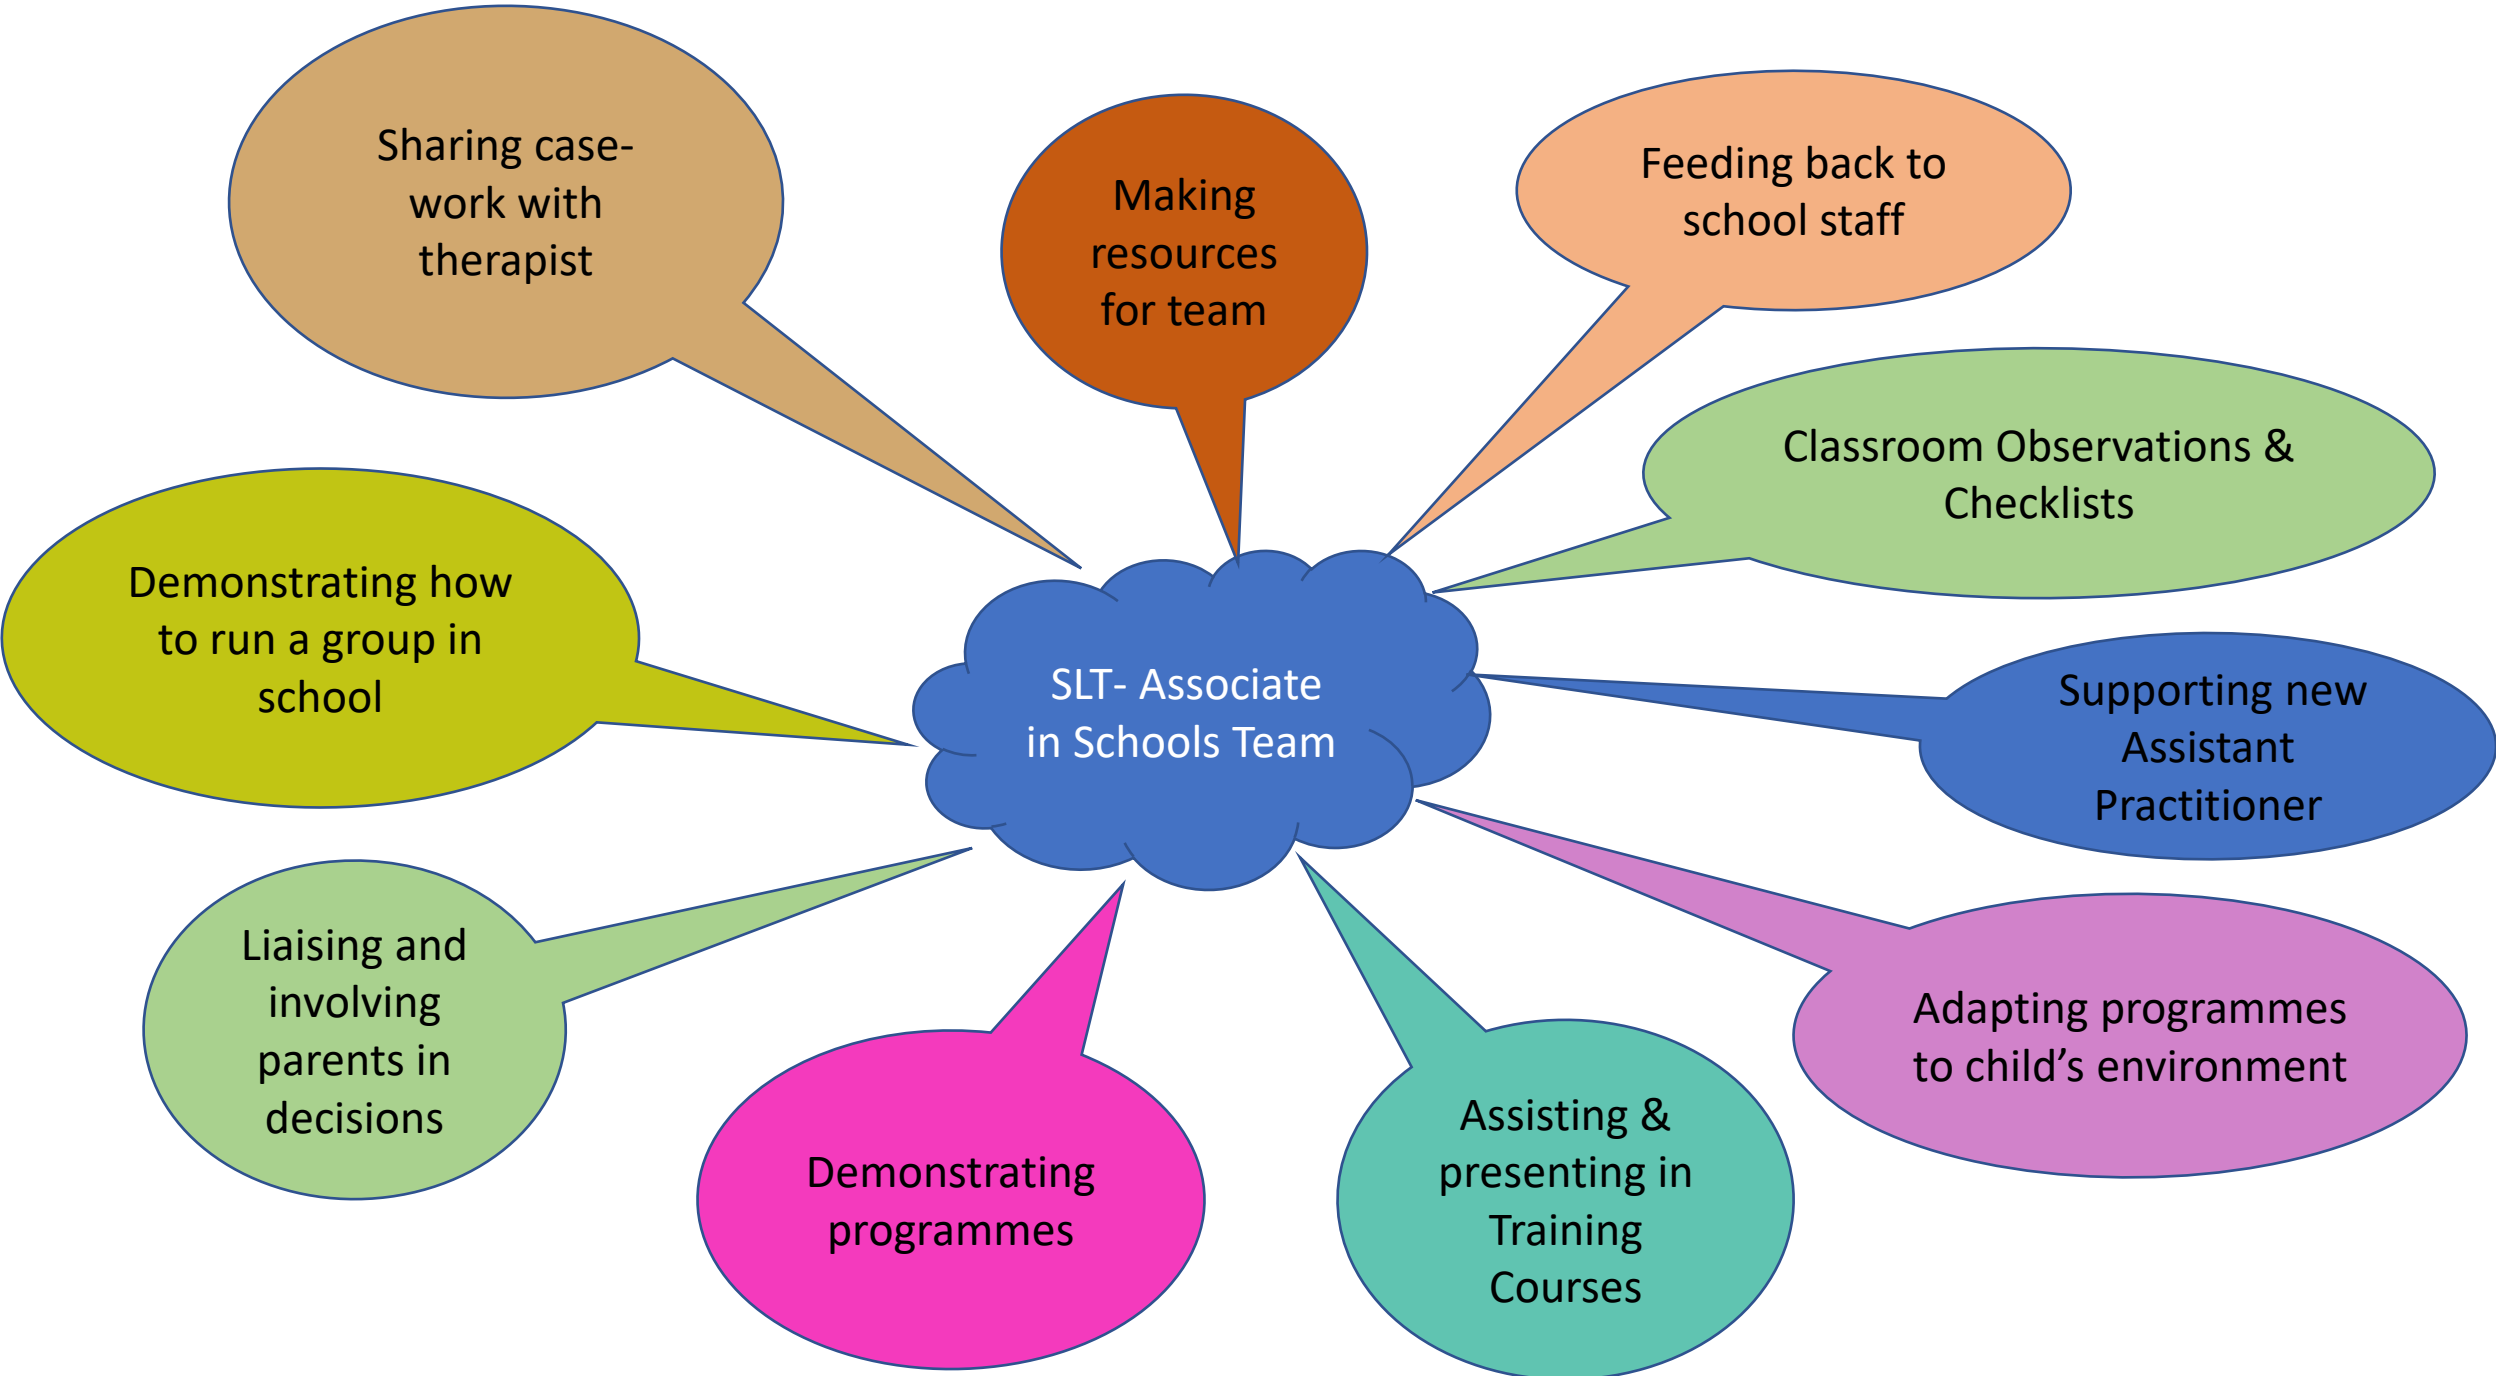 Sharing case-
work with
therapist
Making
resources
for team
Feeding back to
school staff
Classroom Observations &
Checklists
Demonstrating how
to run a group in
school
SLT- Associate
in Schools Team
Supporting new
Assistant
Practitioner
Liaising and
involving
parents in
decisions
Demonstrating
programmes
Assisting &
presenting in
Training
Courses
Adapting programmes
to child’s environment